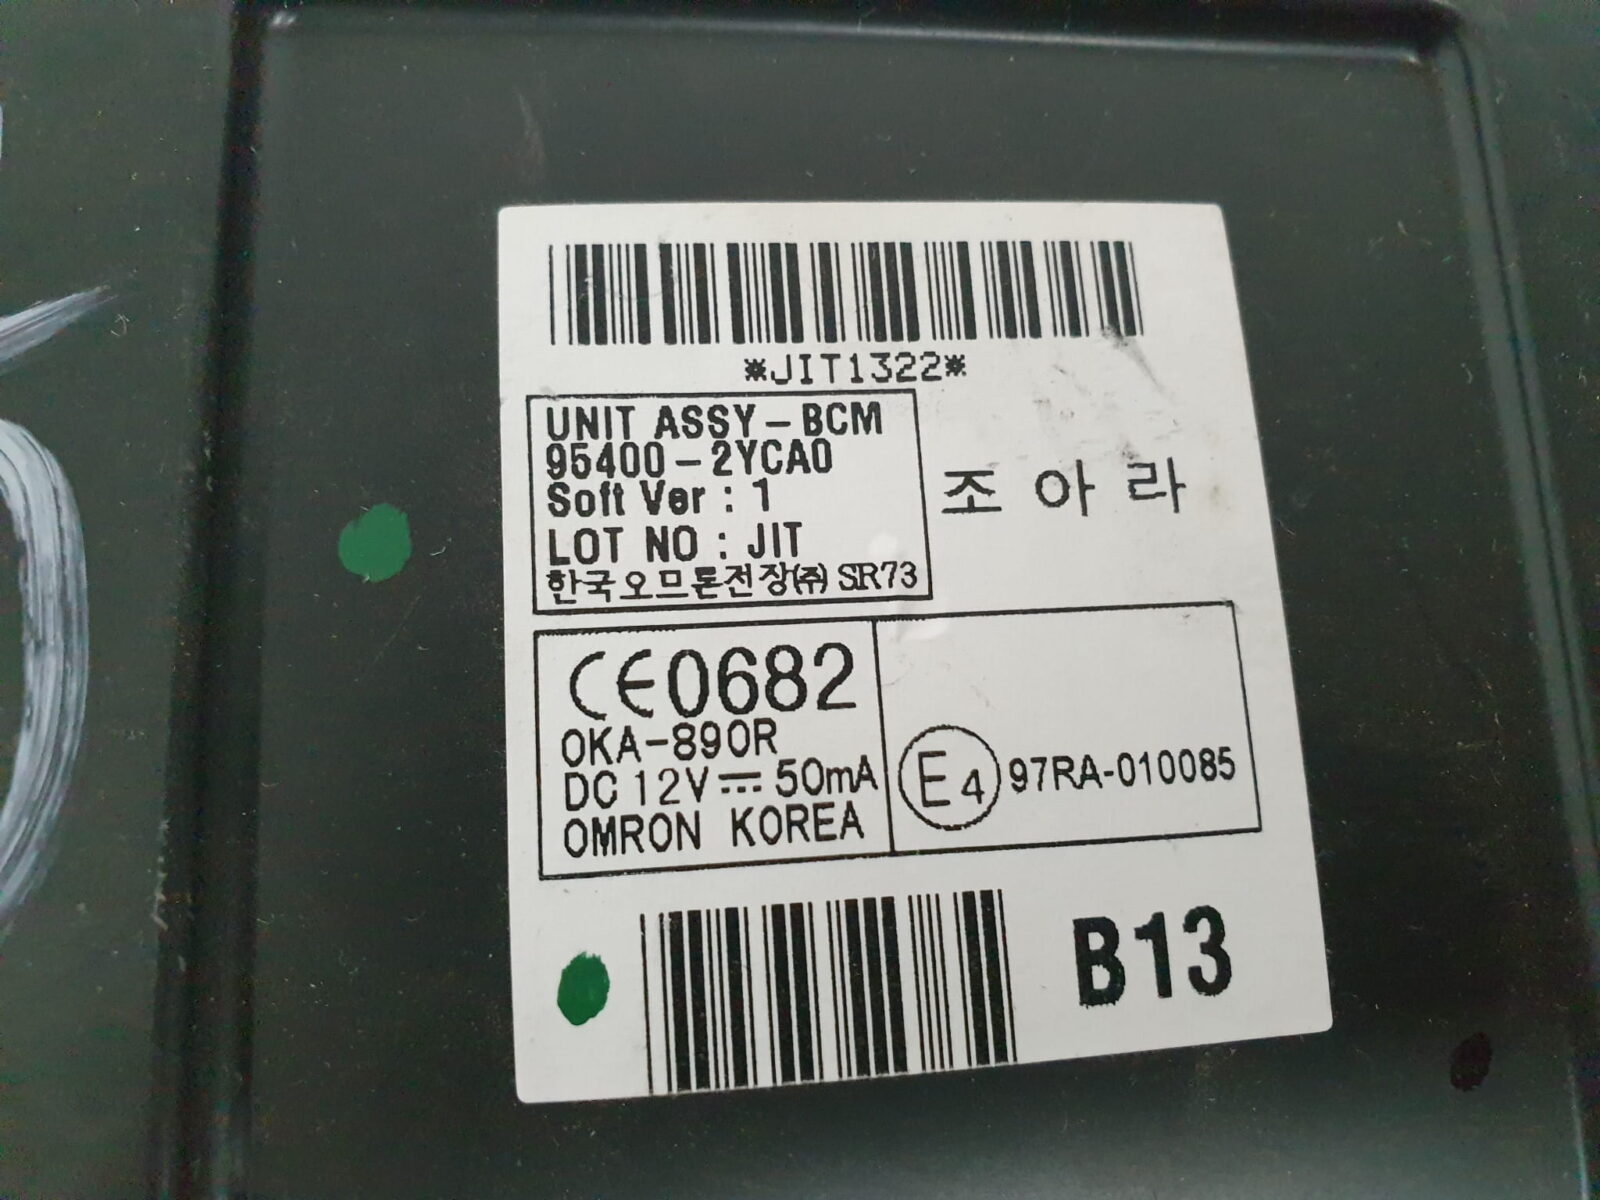 *JIT1322*
UNIT ASSY-BCM
95400-2YCA0
Soft Ver : 1
LOT NO : JIT
한국오므론전장(주) SIR73
조 아 라
CE0682
OKA-890R
DC 12V⎓50mA
OMRON KOREA
E4 97RA-010085
B13